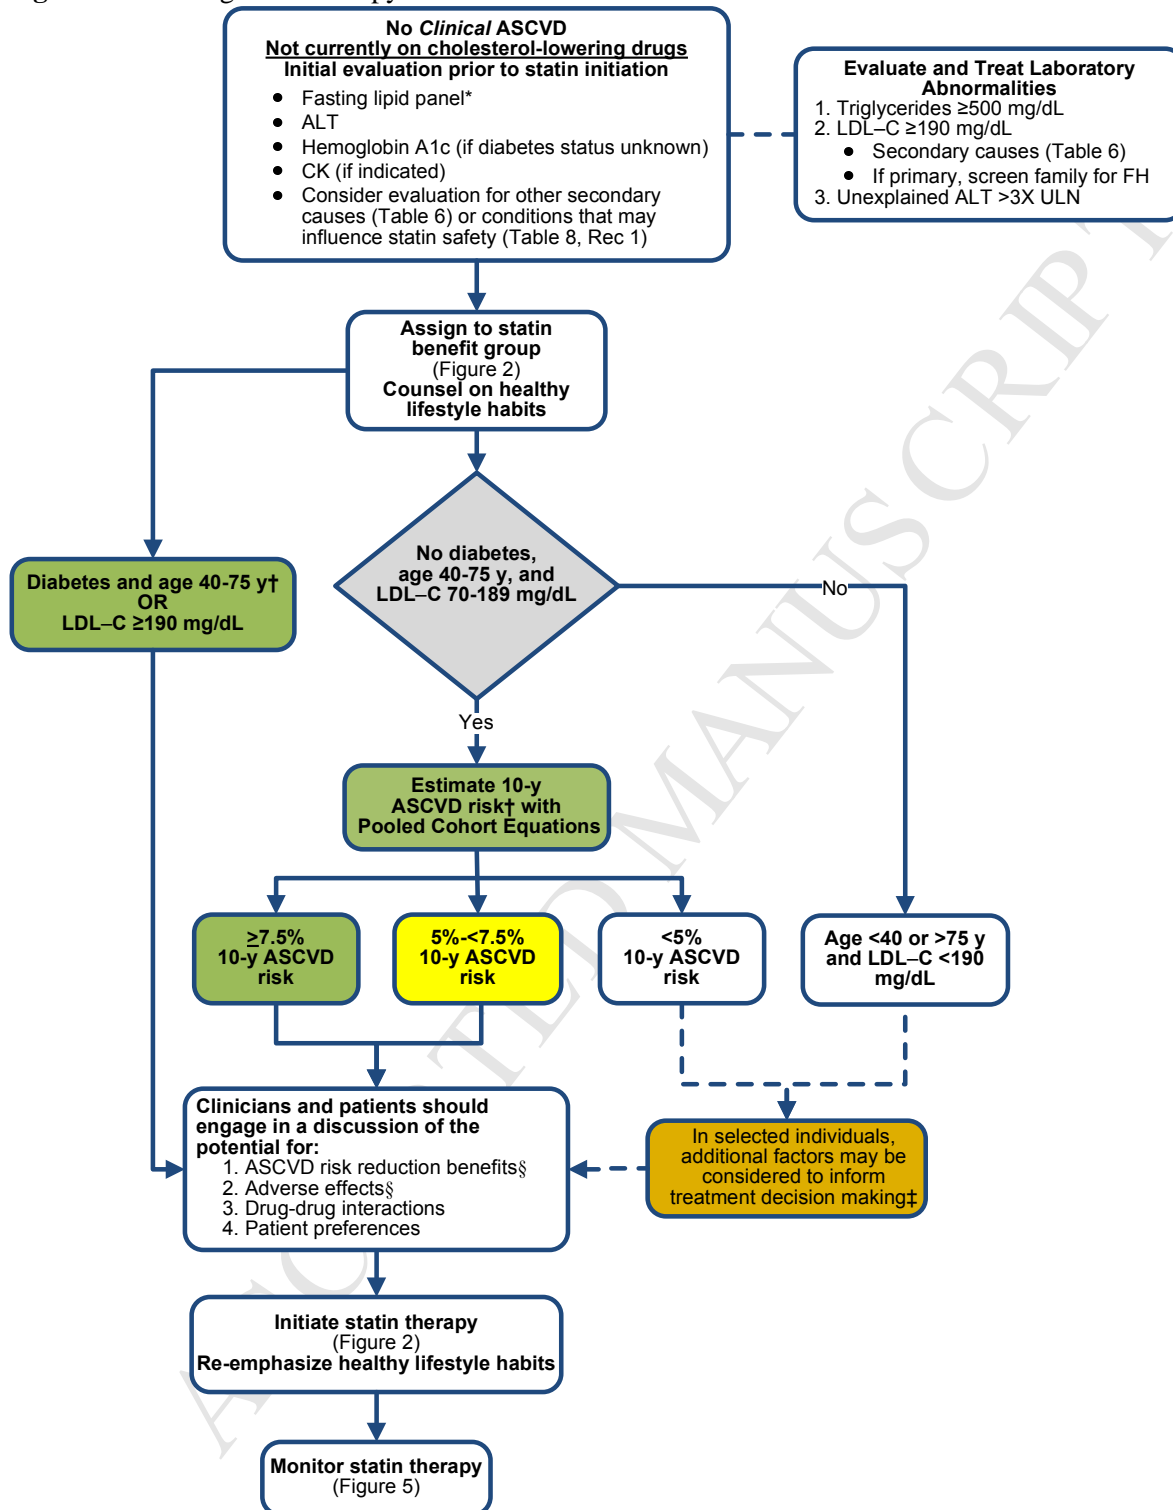 No Clinical ASCVD
Not currently on cholesterol-lowering drugs
Initial evaluation prior to statin initiation
● Fasting lipid panel*
● ALT
● Hemoglobin A1c (if diabetes status unknown)
● CK (if indicated)
● Consider evaluation for other secondary
causes (Table 6) or conditions that may
influence statin safety (Table 8, Rec 1)
Evaluate and Treat Laboratory
Abnormalities
1. Triglycerides ≥500 mg/dL
2. LDL–C ≥190 mg/dL
● Secondary causes (Table 6)
● If primary, screen family for FH
3. Unexplained ALT >3X ULN
Assign to statin
benefit group
(Figure 2)
Counsel on healthy
lifestyle habits
Diabetes and age 40-75 y†
OR
LDL–C ≥190 mg/dL
No diabetes,
age 40-75 y, and
LDL–C 70-189 mg/dL
No
Yes
Estimate 10-y
ASCVD risk† with
Pooled Cohort Equations
≥7.5%
10-y ASCVD
risk
5%-<7.5%
10-y ASCVD
risk
<5%
10-y ASCVD
risk
Age <40 or >75 y
and LDL–C <190
mg/dL
Clinicians and patients should
engage in a discussion of the
potential for:
1. ASCVD risk reduction benefits§
2. Adverse effects§
3. Drug-drug interactions
4. Patient preferences
In selected individuals,
additional factors may be
considered to inform
treatment decision making‡
Initiate statin therapy
(Figure 2)
Re-emphasize healthy lifestyle habits
Monitor statin therapy
(Figure 5)
ACCEPTED MANUSCRIPT